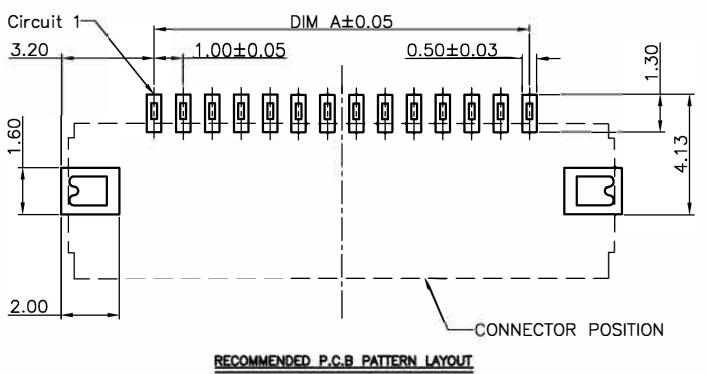 Circuit 1
DIM A±0.05
3.20
1.00±0.05
0.50±0.03
1.30
1.60
4.13
2.00
CONNECTOR POSITION
RECOMMENDED P.C.B PATTERN LAYOUT